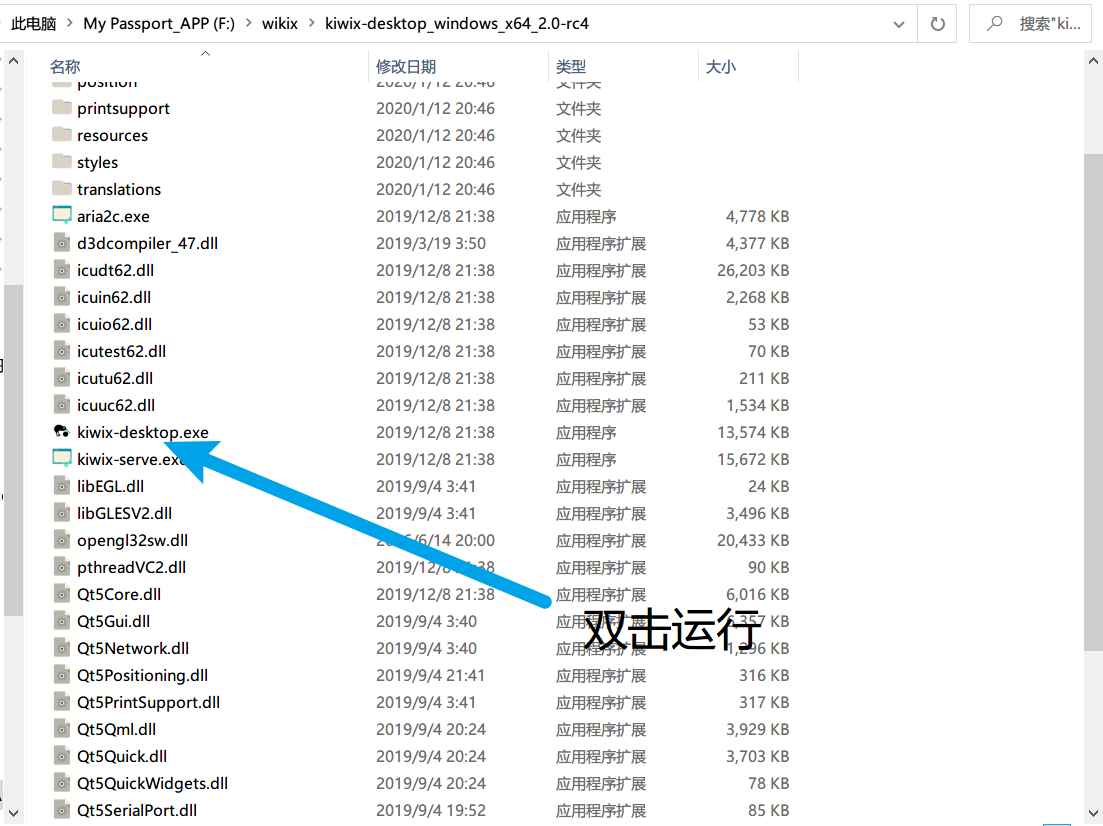 此电脑 > My Passport_APP (F:) > wikix > kiwix-desktop_windows_x64_2.0-rc4 搜索"ki...
名称 修改日期 类型 大小
position 2020/1/12 20:46 文件夹
printsupport 2020/1/12 20:46 文件夹
resources 2020/1/12 20:46 文件夹
styles 2020/1/12 20:46 文件夹
translations 2020/1/12 20:46 文件夹
aria2c.exe 2019/12/8 21:38 应用程序 4,778 KB
d3dcompiler_47.dll 2019/3/19 3:50 应用程序扩展 4,377 KB
icudt62.dll 2019/12/8 21:38 应用程序扩展 26,203 KB
icuin62.dll 2019/12/8 21:38 应用程序扩展 2,268 KB
icuio62.dll 2019/12/8 21:38 应用程序扩展 53 KB
icutest62.dll 2019/12/8 21:38 应用程序扩展 70 KB
icutu62.dll 2019/12/8 21:38 应用程序扩展 211 KB
icuuc62.dll 2019/12/8 21:38 应用程序扩展 1,534 KB
kiwix-desktop.exe 2019/12/8 21:38 应用程序 13,574 KB
kiwix-serve.exe 2019/12/8 21:38 应用程序 15,672 KB
libEGL.dll 2019/9/4 3:41 应用程序扩展 24 KB
libGLESV2.dll 2019/9/4 3:41 应用程序扩展 3,496 KB
opengl32sw.dll 6/14 20:00 应用程序扩展 20,433 KB
pthreadVC2.dll 2019/12/8 21:38 应用程序扩展 90 KB
Qt5Core.dll 2019/12/8 21:38 应用程序扩展 6,016 KB
Qt5Gui.dll 2019/9/4 3:40 应用程序扩展 6,357 KB
双击运行
Qt5Network.dll 2019/9/4 3:40 应用程序扩展 1,296 KB
Qt5Positioning.dll 2019/9/4 21:41 应用程序扩展 316 KB
Qt5PrintSupport.dll 2019/9/4 3:41 应用程序扩展 317 KB
Qt5Qml.dll 2019/9/4 20:24 应用程序扩展 3,929 KB
Qt5Quick.dll 2019/9/4 20:24 应用程序扩展 3,703 KB
Qt5QuickWidgets.dll 2019/9/4 20:24 应用程序扩展 78 KB
Qt5SerialPort.dll 2019/9/4 19:52 应用程序扩展 85 KB